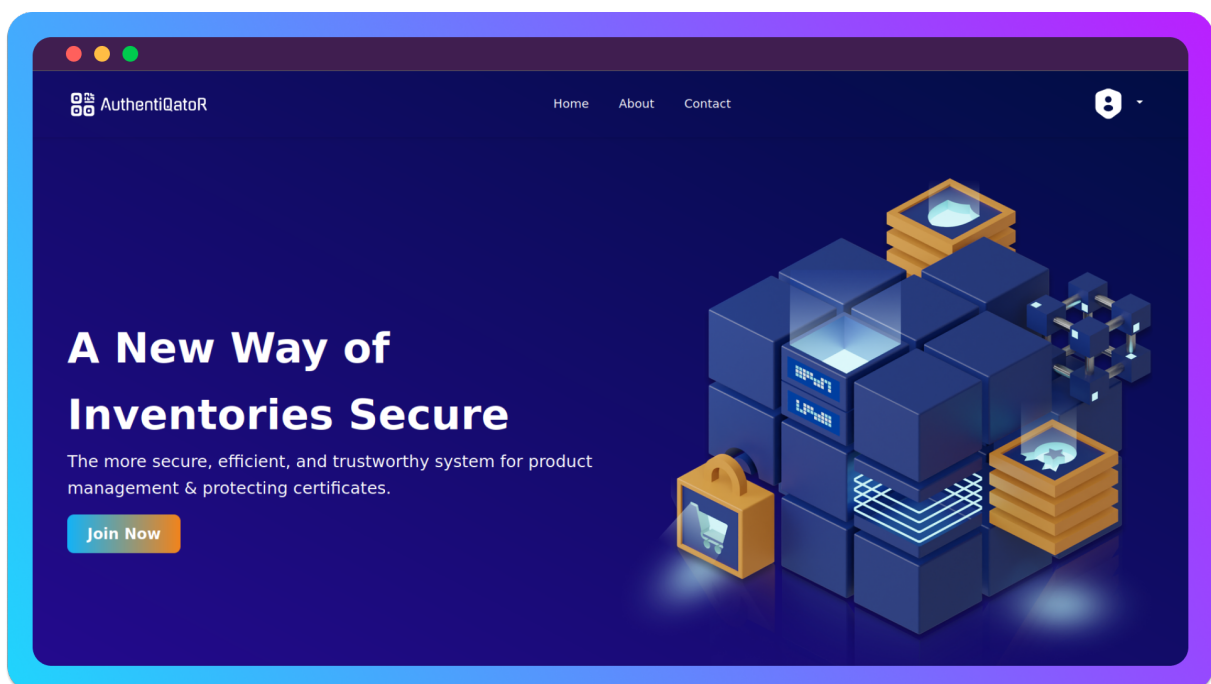 AuthentiQatoR
Home About Contact
A New Way of
Inventories Secure
The more secure, efficient, and trustworthy system for product
management & protecting certificates.
Join Now